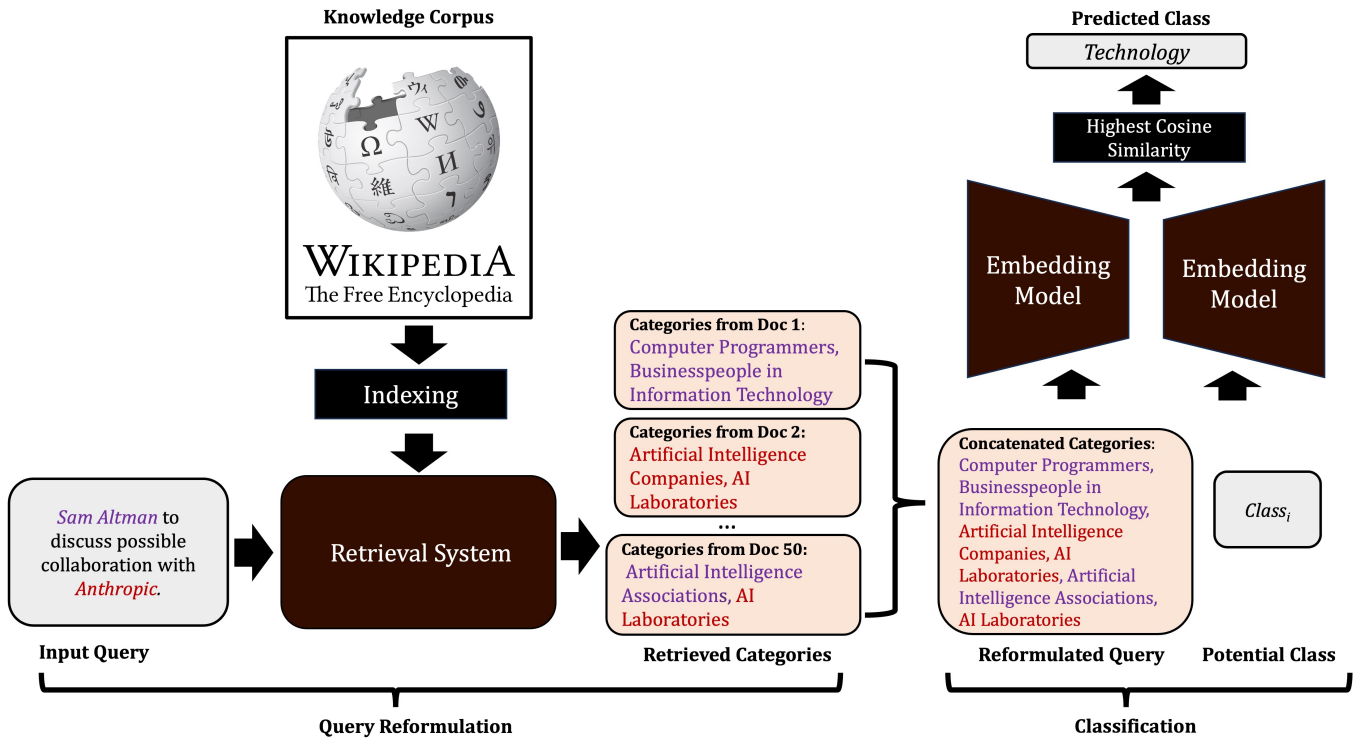 Knowledge Corpus
Ω
W
И
維
ウィ
7
WIKIPEDIA
The Free Encyclopedia
Indexing
Sam Altman to
discuss possible
collaboration with
Anthropic.
Input Query
Retrieval System
Categories from Doc 1:
Computer Programmers,
Businesspeople in
Information Technology
Categories from Doc 2:
Artificial Intelligence
Companies, AI
Laboratories
...
Categories from Doc 50:
Artificial Intelligence
Associations, AI
Laboratories
Retrieved Categories
Query Reformulation
Predicted Class
Technology
Highest Cosine
Similarity
Embedding
Model
Embedding
Model
Concatenated Categories:
Computer Programmers,
Businesspeople in
Information Technology,
Artificial Intelligence
Companies, AI
Laboratories, Artificial
Intelligence Associations,
AI Laboratories
Reformulated Query
Class_i
Potential Class
Classification